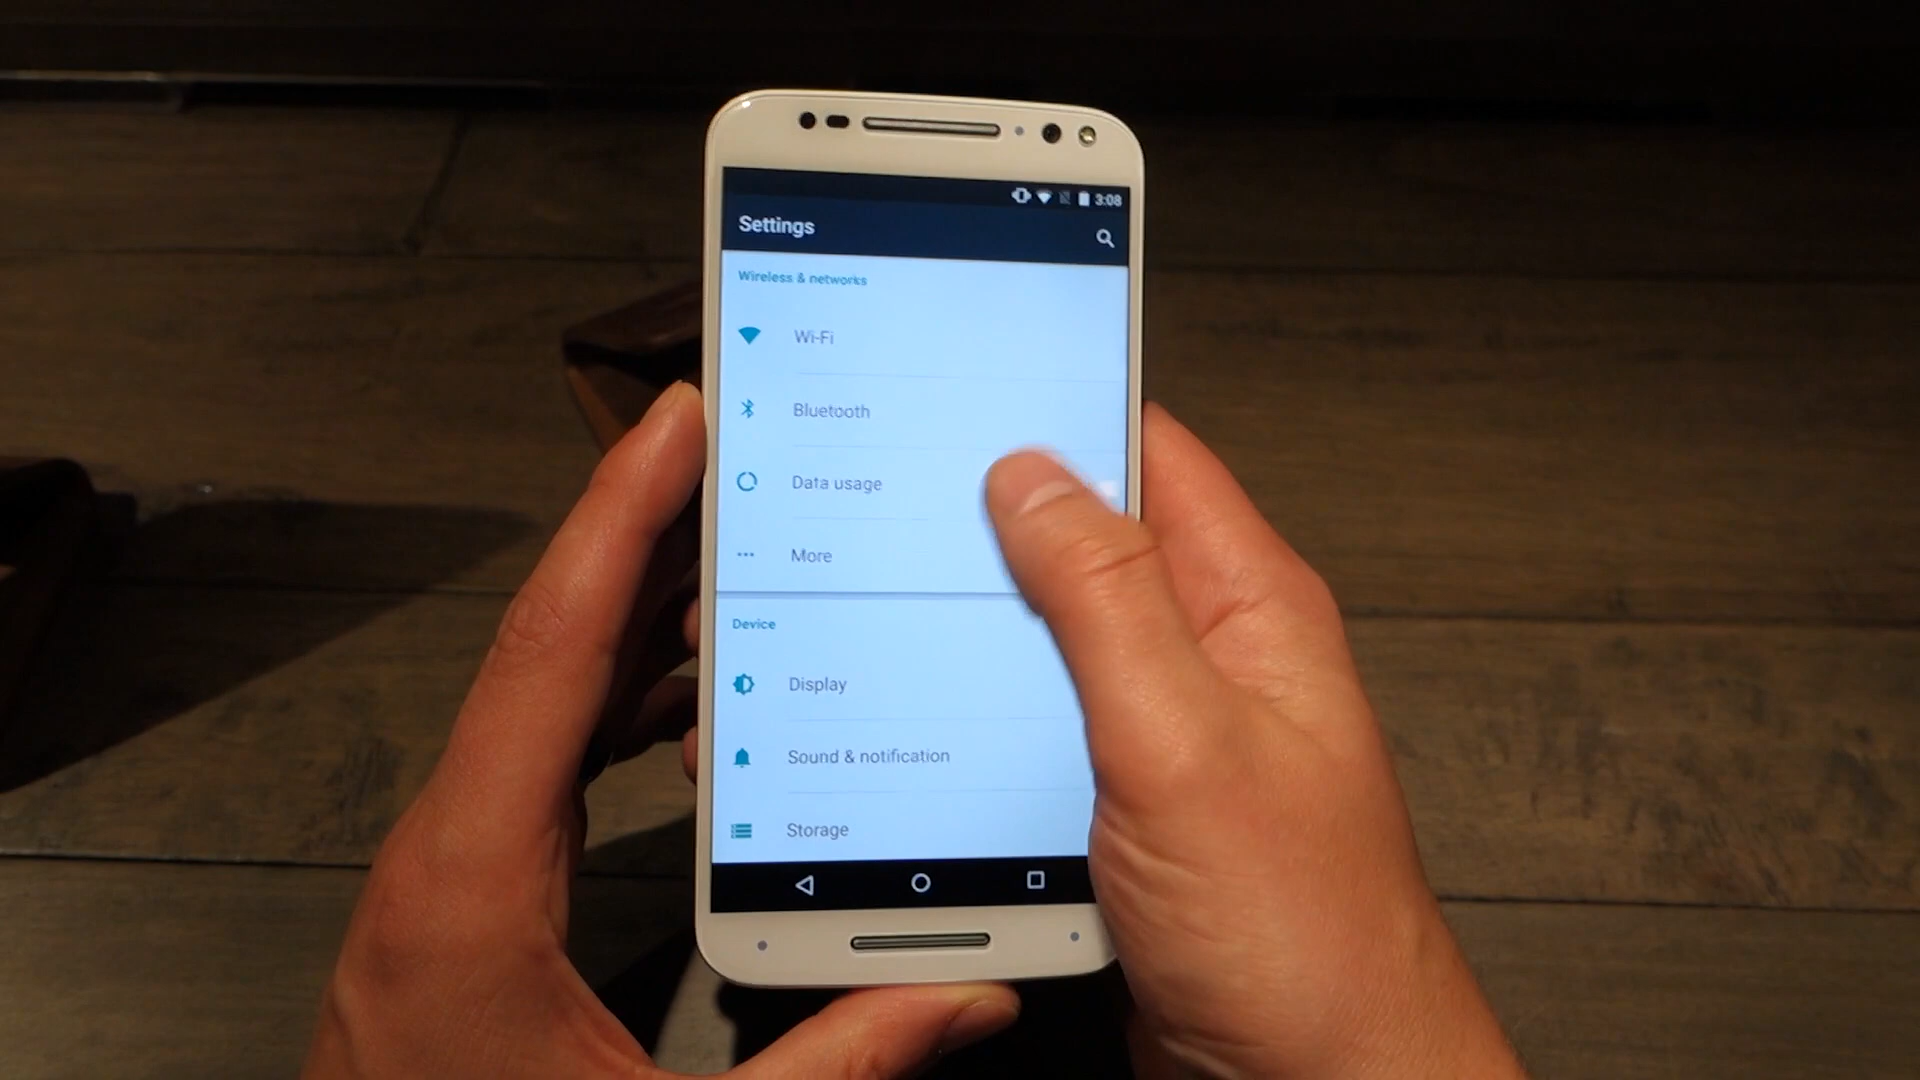 3:08
Settings
Wireless & networks
Wi-Fi
Bluetooth
Data usage
More
Device
Display
Sound & notification
Storage